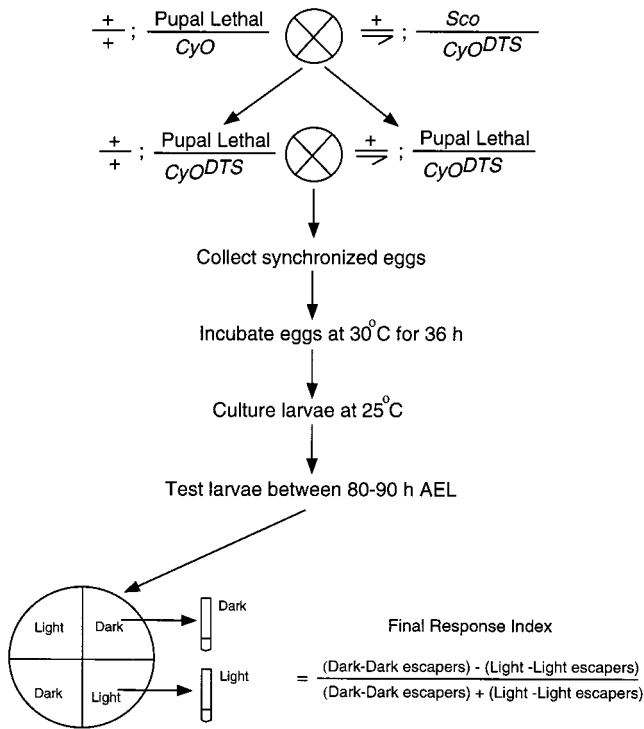 + ; Pupal Lethal + ; Sco
+ CyO CyO^DTS
+ ; Pupal Lethal + ; Pupal Lethal
+ CyO^DTS CyO^DTS
Collect synchronized eggs
Incubate eggs at 30°C for 36 h
Culture larvae at 25°C
Test larvae between 80-90 h AEL
Light Dark Dark
Dark Light Light
Final Response Index
= (Dark-Dark escapers) - (Light -Light escapers)
(Dark-Dark escapers) + (Light -Light escapers)